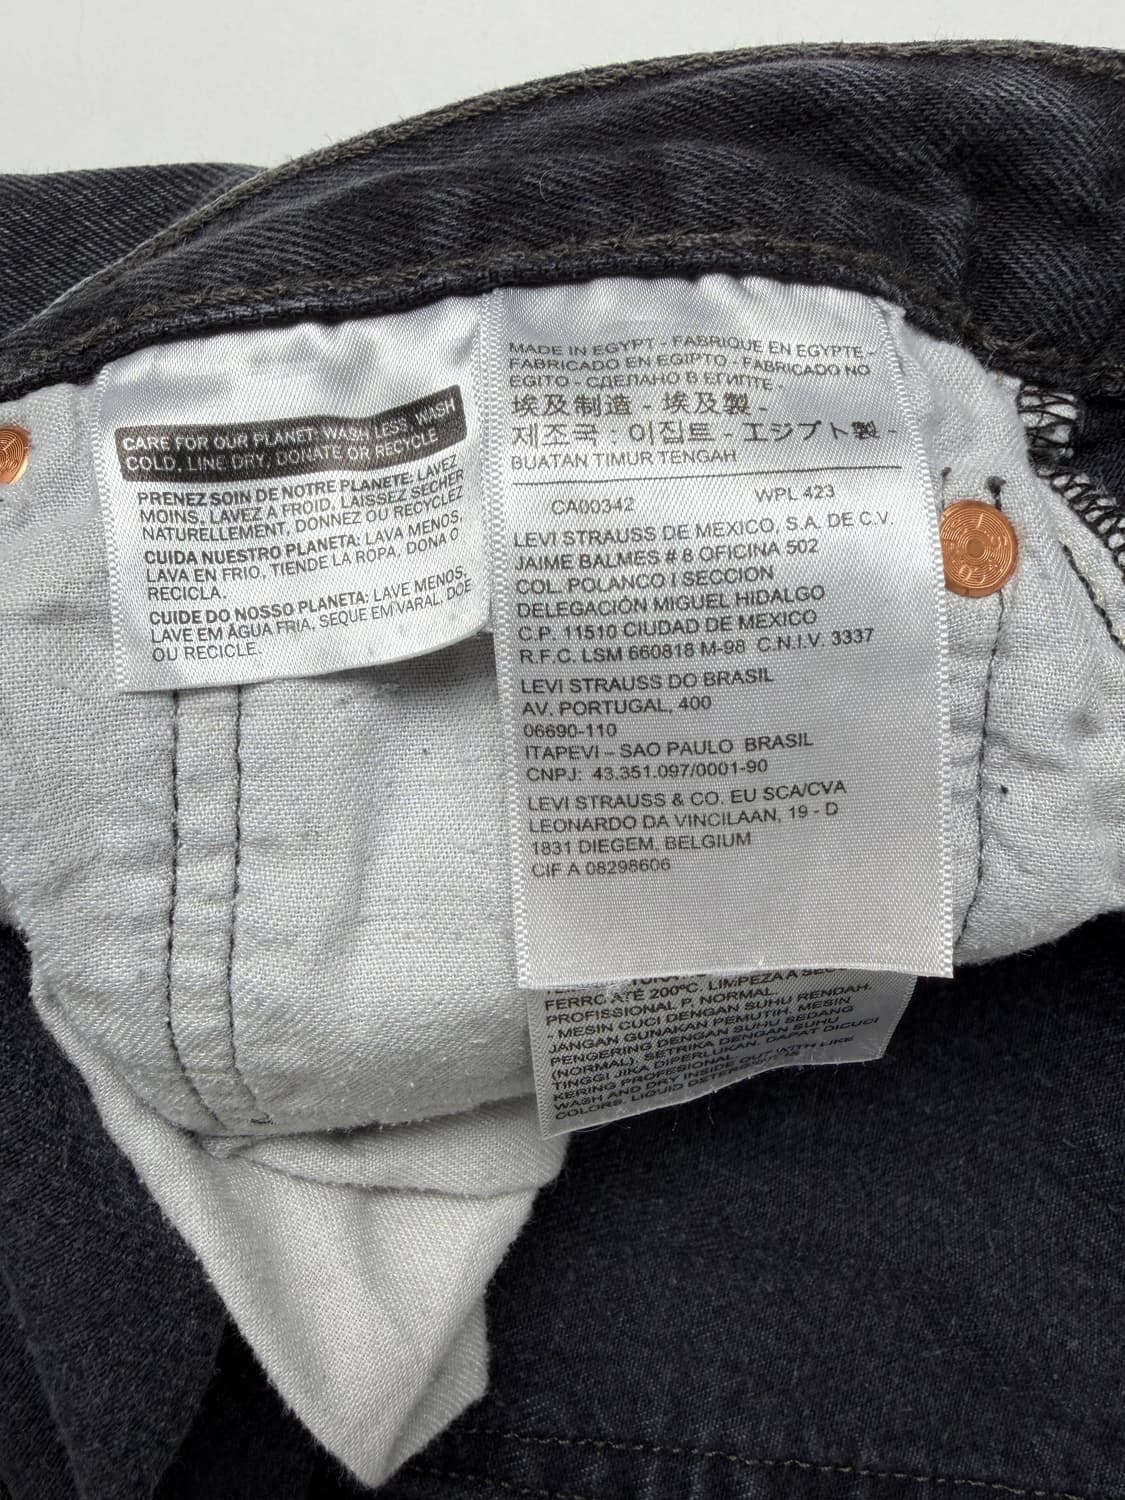 CARE FOR OUR PLANET: WASH LESS, WASH
COLD, LINE DRY, DONATE OR RECYCLE
PRENEZ SOIN DE NOTRE PLANETE: LAVEZ
MOINS, LAVEZ A FROID, LAISSEZ SECHER
NATURELLEMENT, DONNEZ OU RECYCLEZ
CUIDA NUESTRO PLANETA: LAVA MENOS,
LAVA EN FRIO, TIENDE LA ROPA, DONA O
RECICLA.
CUIDE DO NOSSO PLANETA: LAVE MENOS,
LAVE EM ÁGUA FRIA, SEQUE EM VARAL, DOE
OU RECICLE.
MADE IN EGYPT - FABRIQUE EN EGYPTE -
FABRICADO EN EGIPTO - FABRICADO NO
EGITO - СДЕЛАНО В ЕГИПТЕ -
埃及制造 - 埃及製 -
제조국 : 이집트 - エジプト製 -
BUATAN TIMUR TENGAH
CA00342 WPL 423
LEVI STRAUSS DE MEXICO, S.A. DE C.V.
JAIME BALMES # 8 OFICINA 502
COL. POLANCO I SECCION
DELEGACIÓN MIGUEL HIDALGO
C.P. 11510 CIUDAD DE MEXICO
R.F.C. LSM 660818 M-98 C.N.I.V. 3337
LEVI STRAUSS DO BRASIL
AV. PORTUGAL, 400
06690-110
ITAPEVI – SAO PAULO BRASIL
CNPJ: 43.351.097/0001-90
LEVI STRAUSS & CO. EU SCA/CVA
LEONARDO DA VINCILAAN, 19 - D
1831 DIEGEM, BELGIUM
CIF A 08298606
FERRO ATE 200ºC. LIMPEZA A SECO
PROFISSIONAL P, NORMAL.
- MESIN CUCI DENGAN SUHU RENDAH.
JANGAN GUNAKAN PEMUTIH. MESIN
PENGERING DENGAN SUHU SEDANG
(NORMAL). SETRIKA DENGAN SUHU
TINGGI JIKA DIPERLUKAN. DAPAT DICUCI
KERING PROFESIONAL
WASH AND DRY INSIDE OUT WITH LIKE
COLORS. LIQUID